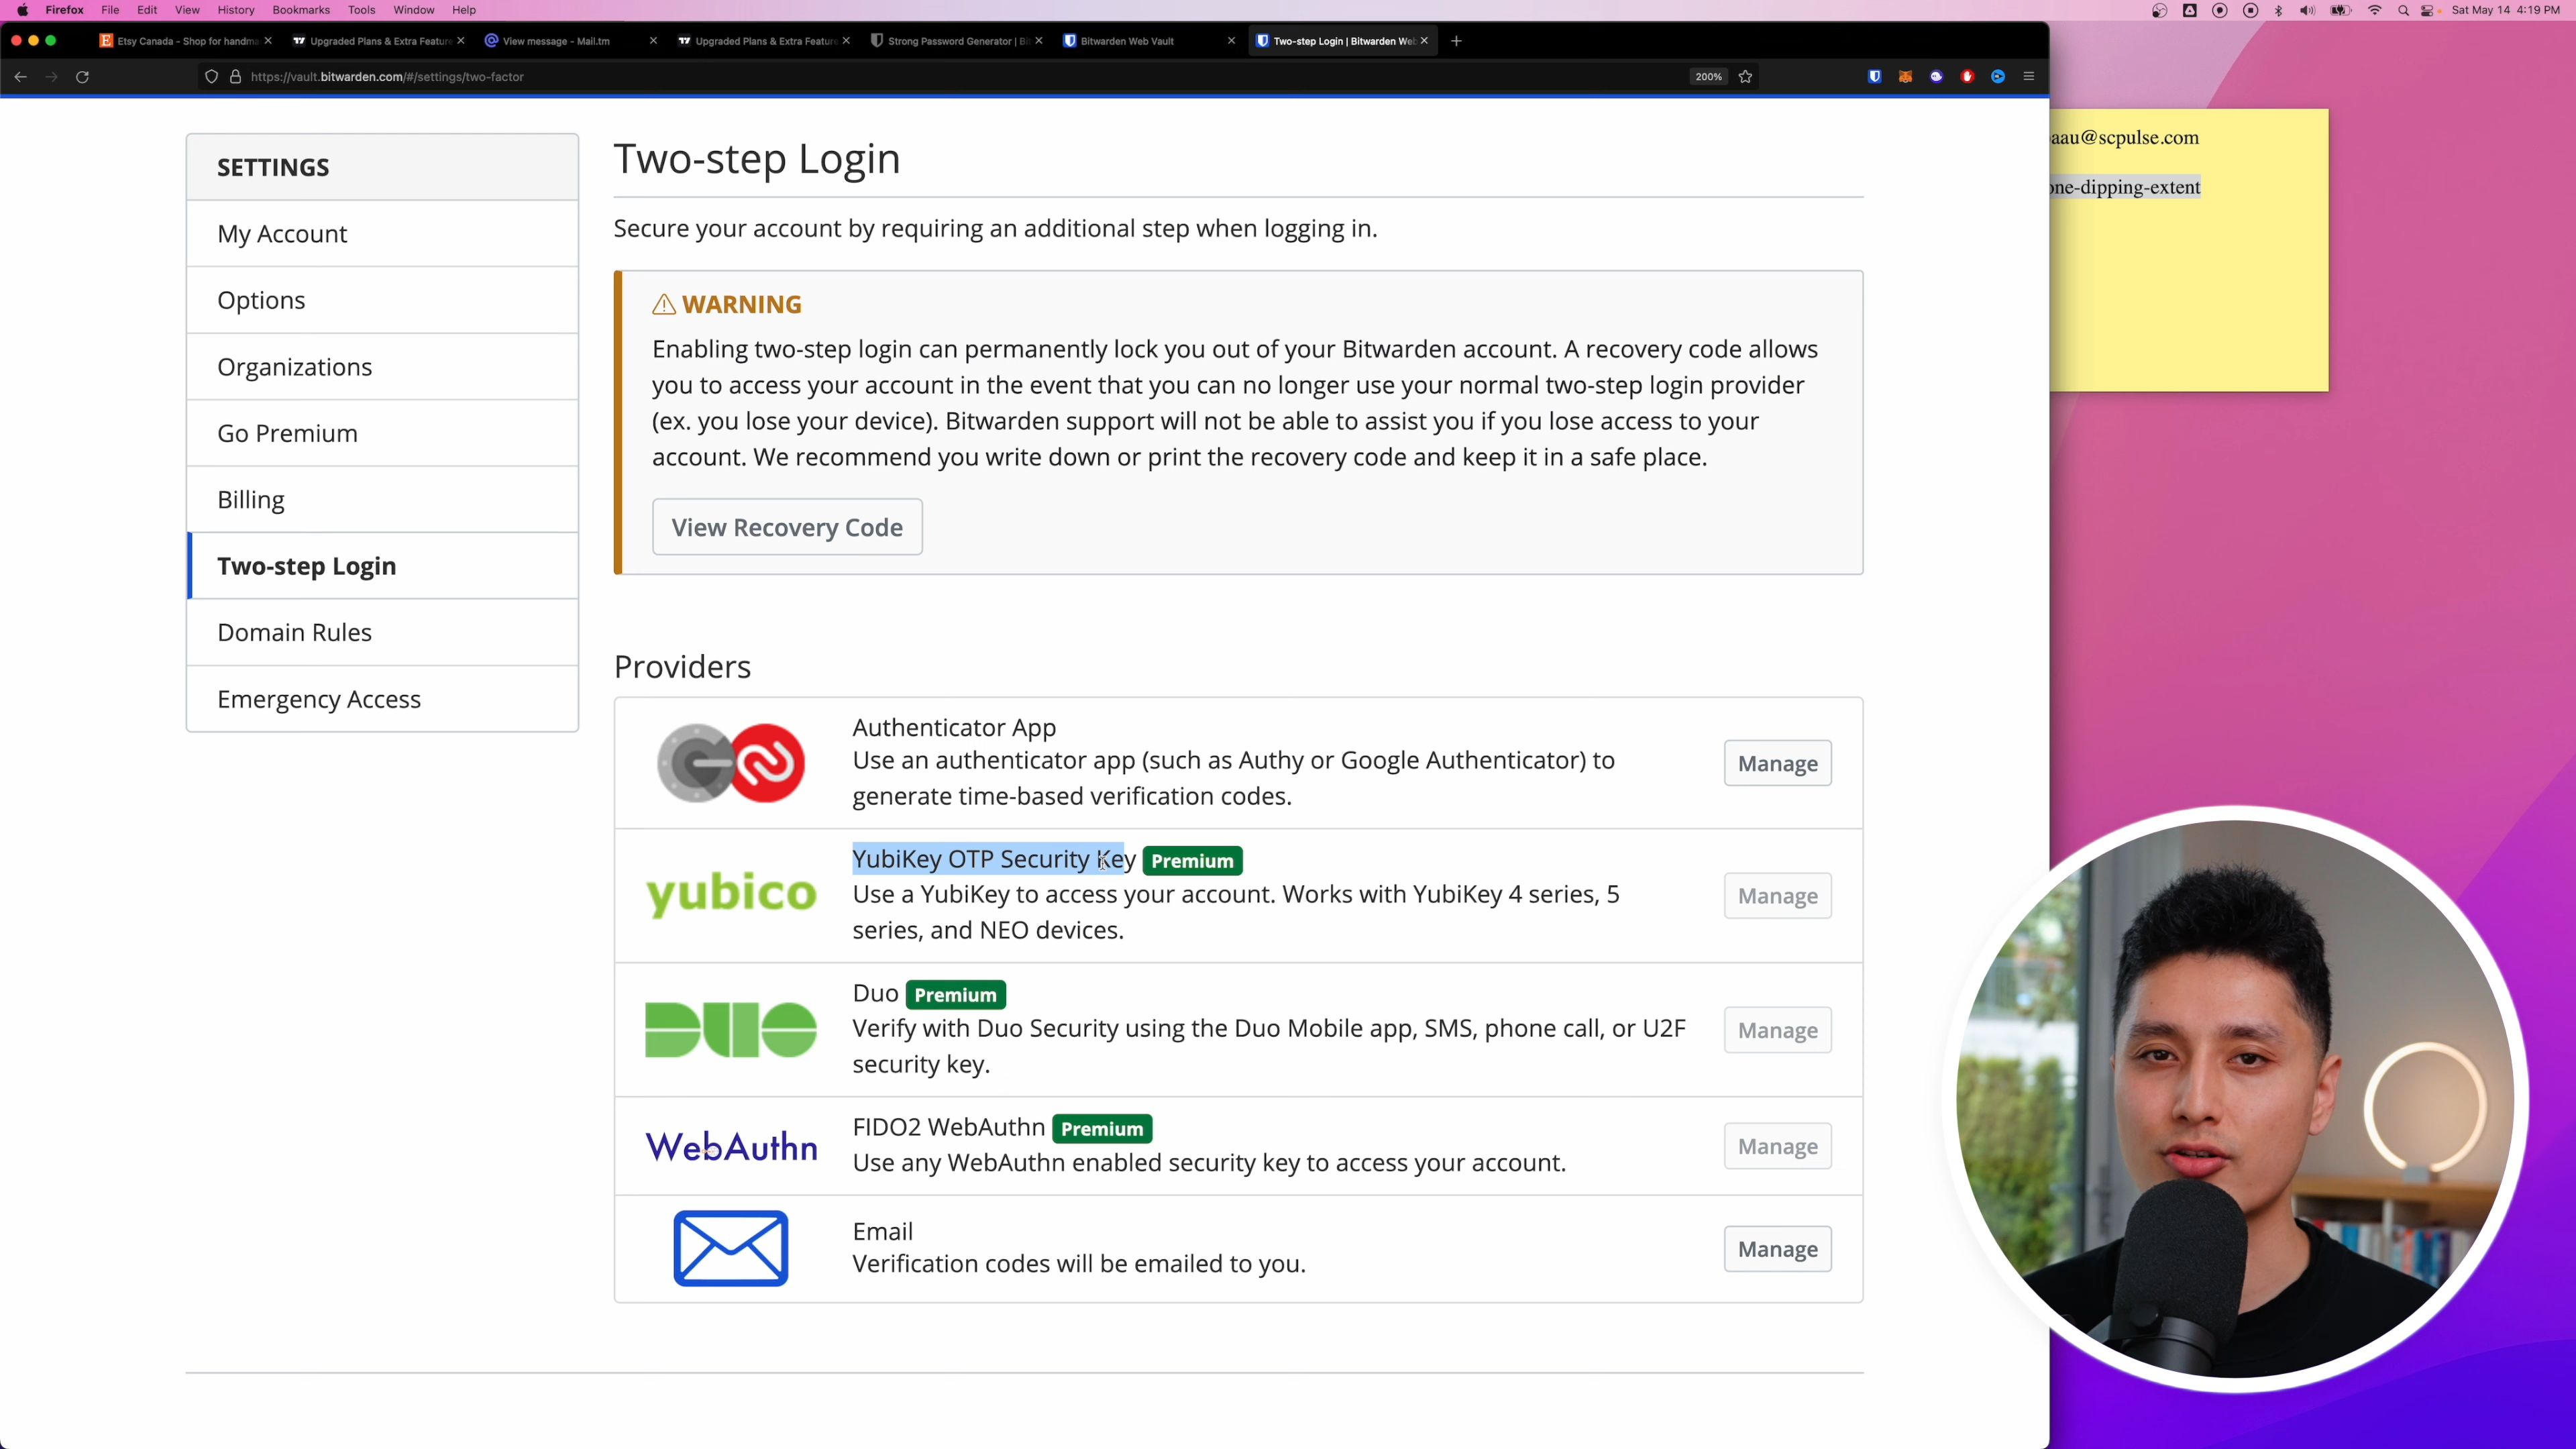 Firefox File Edit View History Bookmarks Tools Window Help Sat May 14 4:19 PM
Etsy Canada - Shop for handma Upgraded Plans & Extra Feature View message - Mail.tm Upgraded Plans & Extra Feature Strong Password Generator | Bi Bitwarden Web Vault Two-step Login | Bitwarden Web
https://vault.bitwarden.com/#/settings/two-factor 200%
aau@scpulse.com
one-dipping-extent
SETTINGS
My Account
Options
Organizations
Go Premium
Billing
Two-step Login
Domain Rules
Emergency Access
Two-step Login
Secure your account by requiring an additional step when logging in.
WARNING
Enabling two-step login can permanently lock you out of your Bitwarden account. A recovery code allows
you to access your account in the event that you can no longer use your normal two-step login provider
(ex. you lose your device). Bitwarden support will not be able to assist you if you lose access to your
account. We recommend you write down or print the recovery code and keep it in a safe place.
View Recovery Code
Providers
Authenticator App
Use an authenticator app (such as Authy or Google Authenticator) to
generate time-based verification codes.
Manage
yubico
YubiKey OTP Security Key Premium
Use a YubiKey to access your account. Works with YubiKey 4 series, 5
series, and NEO devices.
Manage
DUO
Duo Premium
Verify with Duo Security using the Duo Mobile app, SMS, phone call, or U2F
security key.
Manage
WebAuthn
FIDO2 WebAuthn Premium
Use any WebAuthn enabled security key to access your account.
Manage
Email
Verification codes will be emailed to you.
Manage